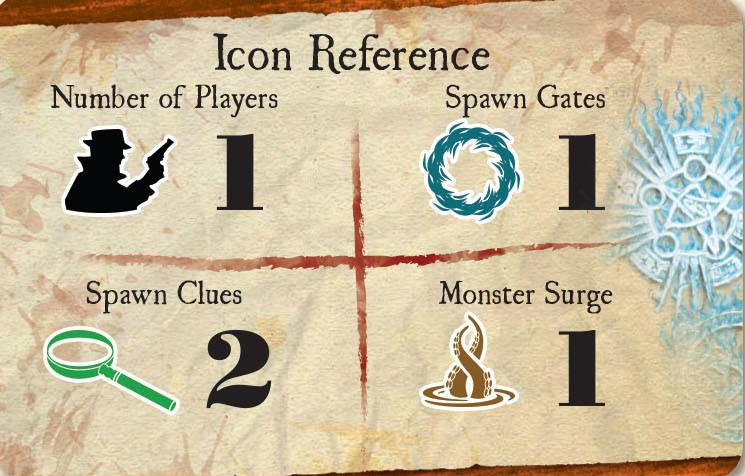 Icon Reference
Number of Players
1
Spawn Gates
1
Spawn Clues
2
Monster Surge
1